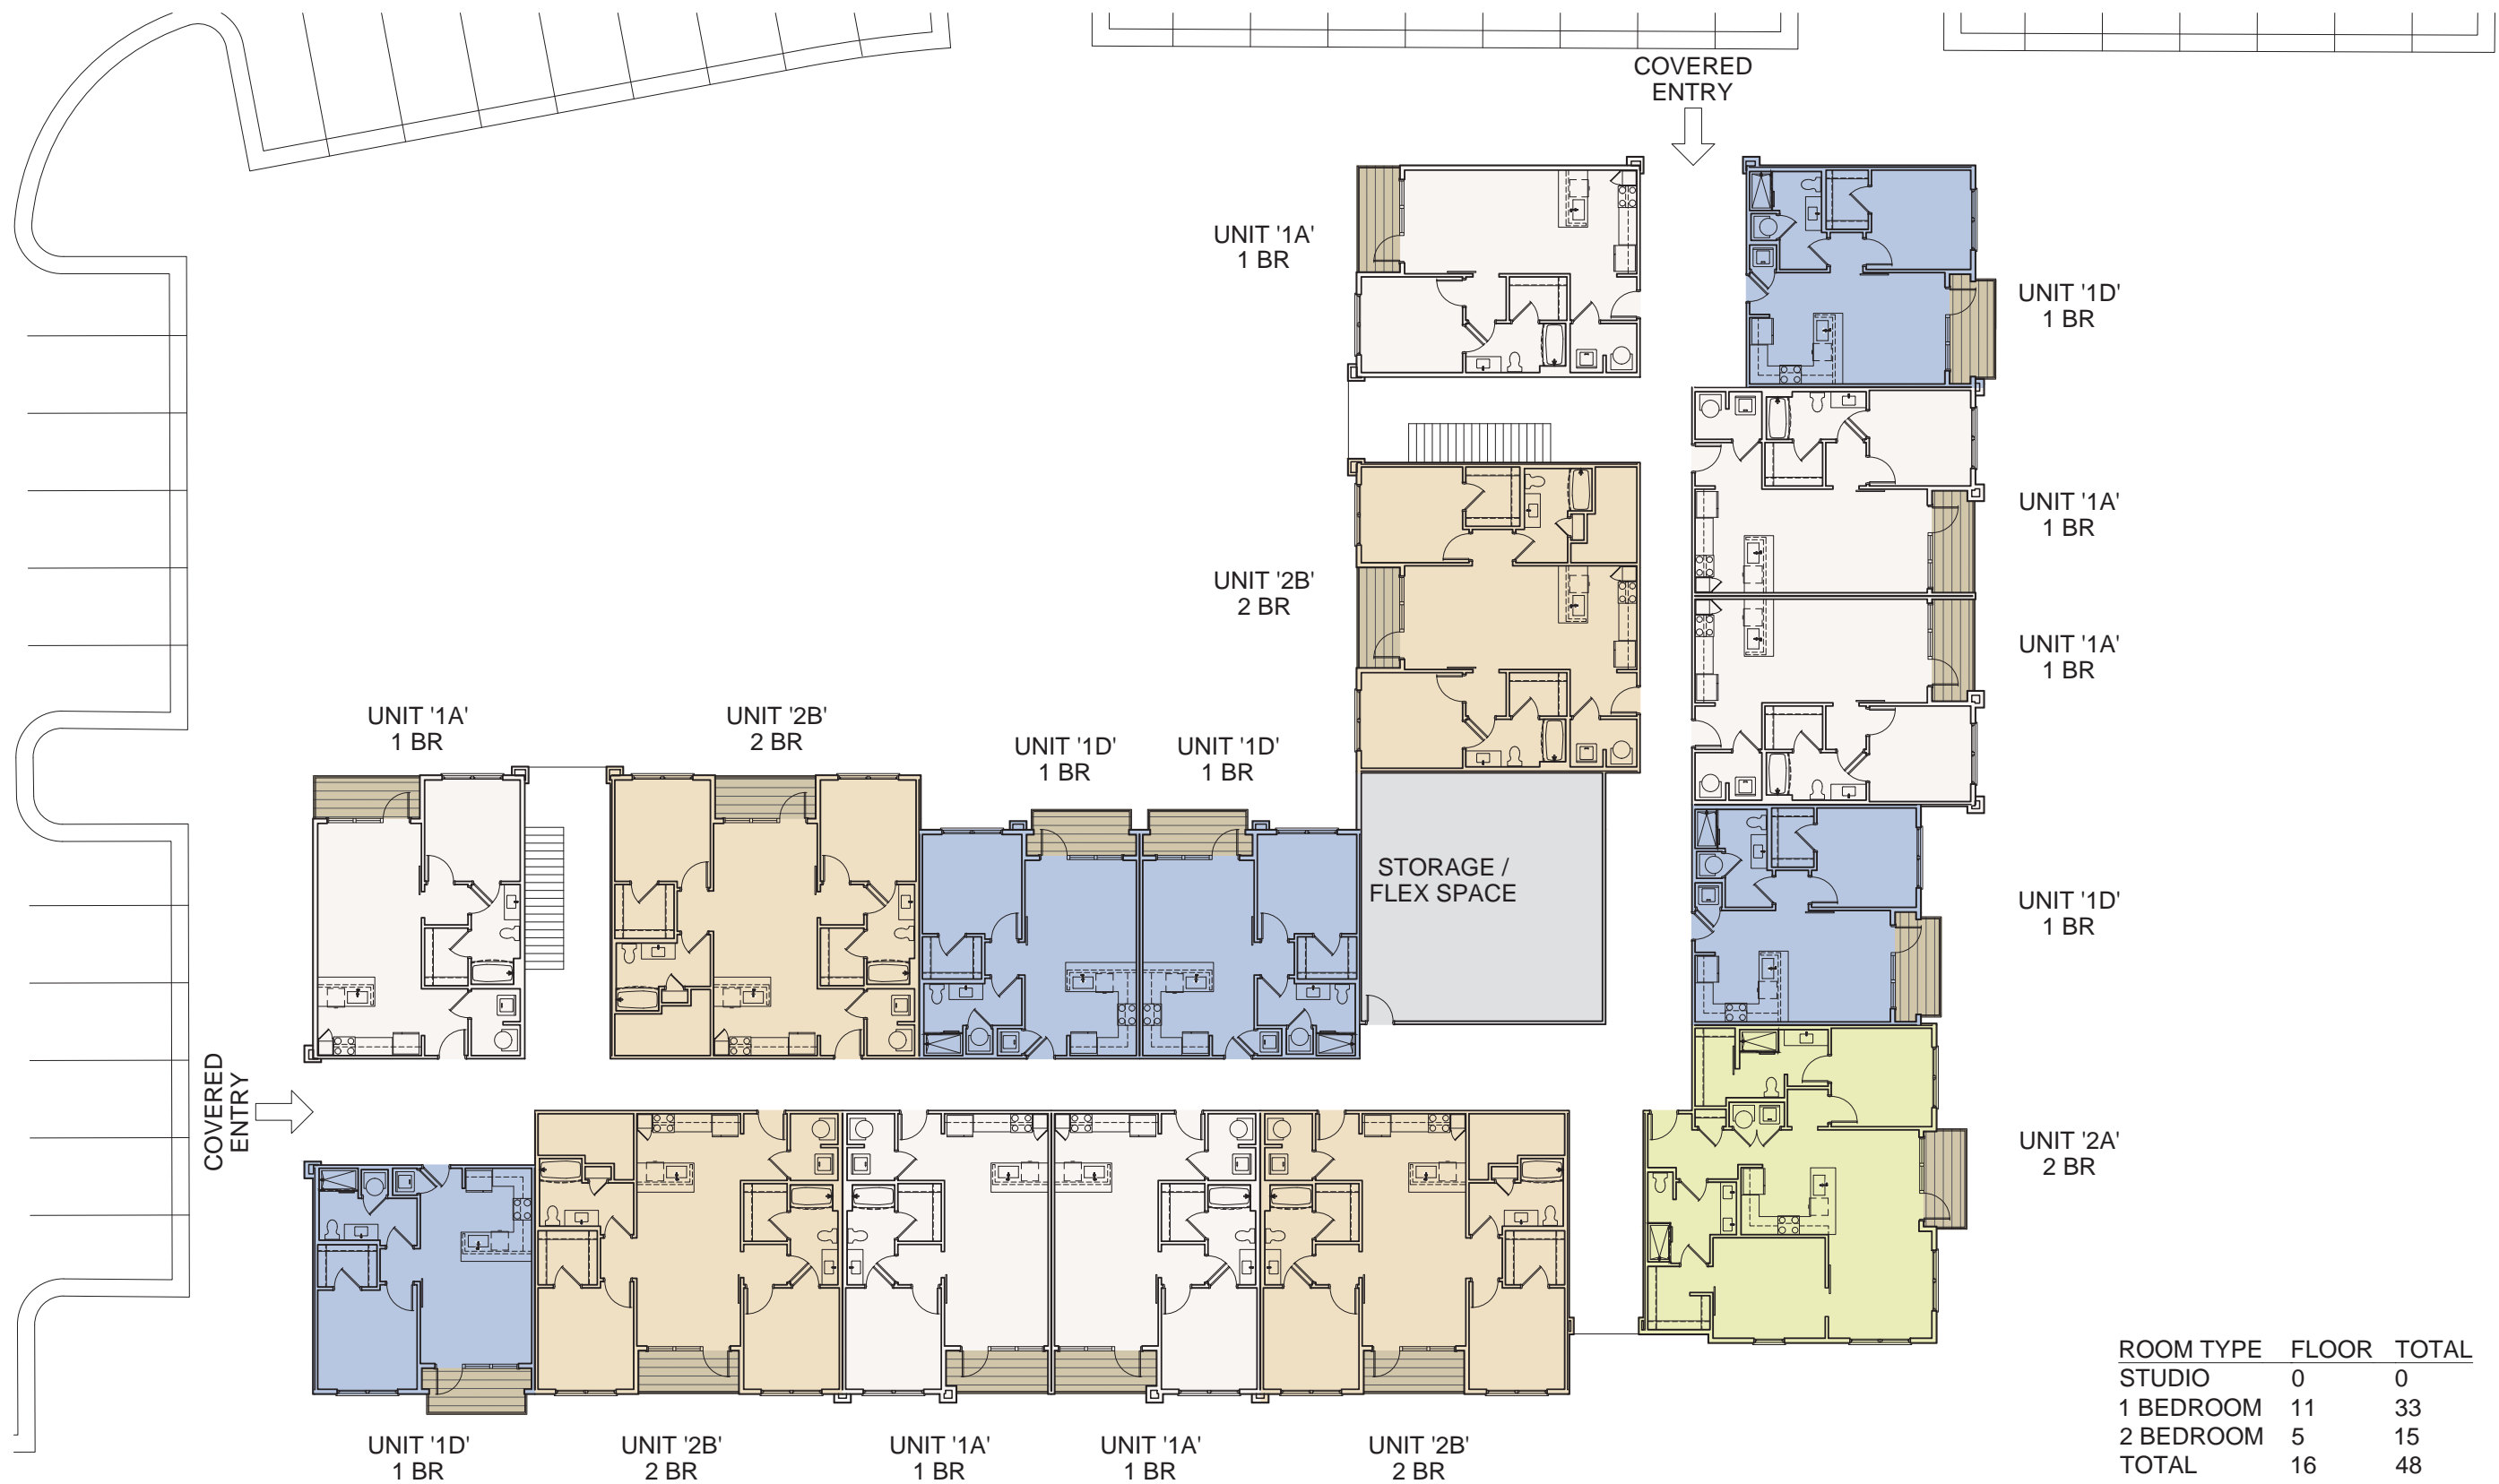 COVERED
ENTRY
UNIT '1A'
1 BR
UNIT '1D'
1 BR
UNIT '1A'
1 BR
UNIT '2B'
2 BR
UNIT '1A'
1 BR
UNIT '1A'
1 BR
UNIT '2B'
2 BR
UNIT '1D'
1 BR
UNIT '1D'
1 BR
STORAGE /
FLEX SPACE
UNIT '1D'
1 BR
COVERED
ENTRY
UNIT '2A'
2 BR
UNIT '1D'
1 BR
UNIT '2B'
2 BR
UNIT '1A'
1 BR
UNIT '1A'
1 BR
UNIT '2B'
2 BR
ROOM TYPE FLOOR TOTAL
STUDIO 0 0
1 BEDROOM 11 33
2 BEDROOM 5 15
TOTAL 16 48